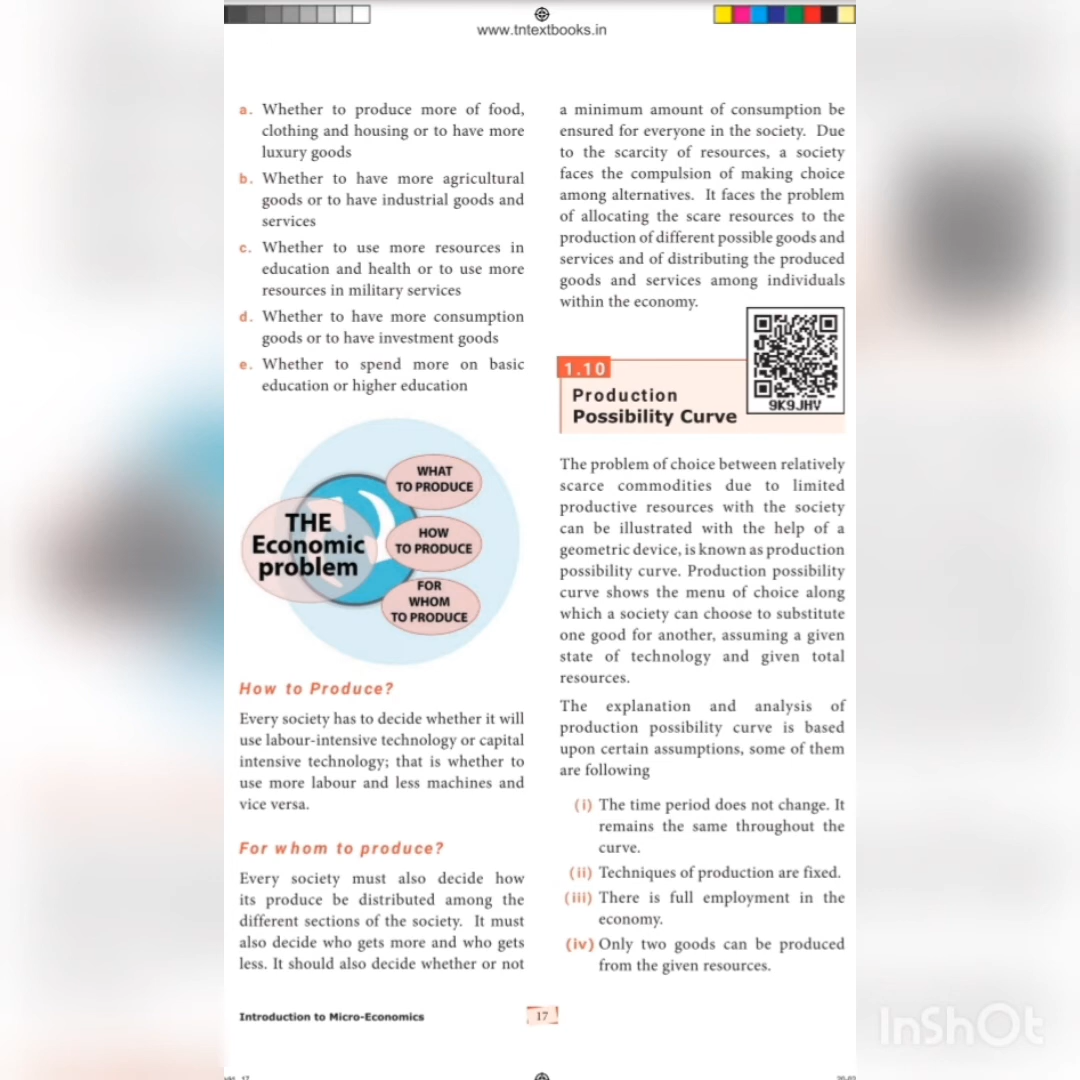 www.tntextbooks.in
a. Whether to produce more of food,
clothing and housing or to have more
luxury goods
b. Whether to have more agricultural
goods or to have industrial goods and
services
c. Whether to use more resources in
education and health or to use more
resources in military services
d. Whether to have more consumption
goods or to have investment goods
e. Whether to spend more on basic
education or higher education
THE
Economic
problem
WHAT
TO PRODUCE
HOW
TO PRODUCE
FOR
WHOM
TO PRODUCE
How to Produce?
Every society has to decide whether it will
use labour-intensive technology or capital
intensive technology; that is whether to
use more labour and less machines and
vice versa.
For whom to produce?
Every society must also decide how
its produce be distributed among the
different sections of the society. It must
also decide who gets more and who gets
less. It should also decide whether or not
a minimum amount of consumption be
ensured for everyone in the society. Due
to the scarcity of resources, a society
faces the compulsion of making choice
among alternatives. It faces the problem
of allocating the scare resources to the
production of different possible goods and
services and of distributing the produced
goods and services among individuals
within the economy.
9K9JHV
1.10
Production
Possibility Curve
The problem of choice between relatively
scarce commodities due to limited
productive resources with the society
can be illustrated with the help of a
geometric device, is known as production
possibility curve. Production possibility
curve shows the menu of choice along
which a society can choose to substitute
one good for another, assuming a given
state of technology and given total
resources.
The explanation and analysis of
production possibility curve is based
upon certain assumptions, some of them
are following
(i) The time period does not change. It
remains the same throughout the
curve.
(ii) Techniques of production are fixed.
(iii) There is full employment in the
economy.
(iv) Only two goods can be produced
from the given resources.
Introduction to Micro-Economics
17
InShOt